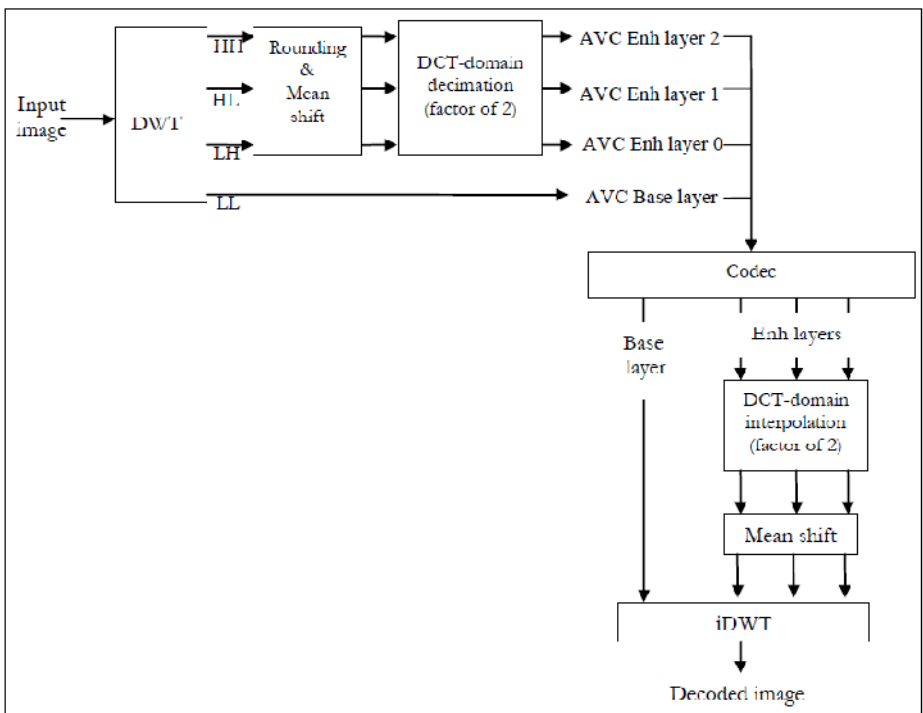 Input
image
DWT
HH
HL
LH
LL
Rounding
&
Mean
shift
DCT-domain
decimation
(factor of 2)
AVC Enh layer 2
AVC Enh layer 1
AVC Enh layer 0
AVC Base layer
Codec
Base
layer
Enh layers
DCT-domain
interpolation
(factor of 2)
Mean shift
iDWT
Decoded image